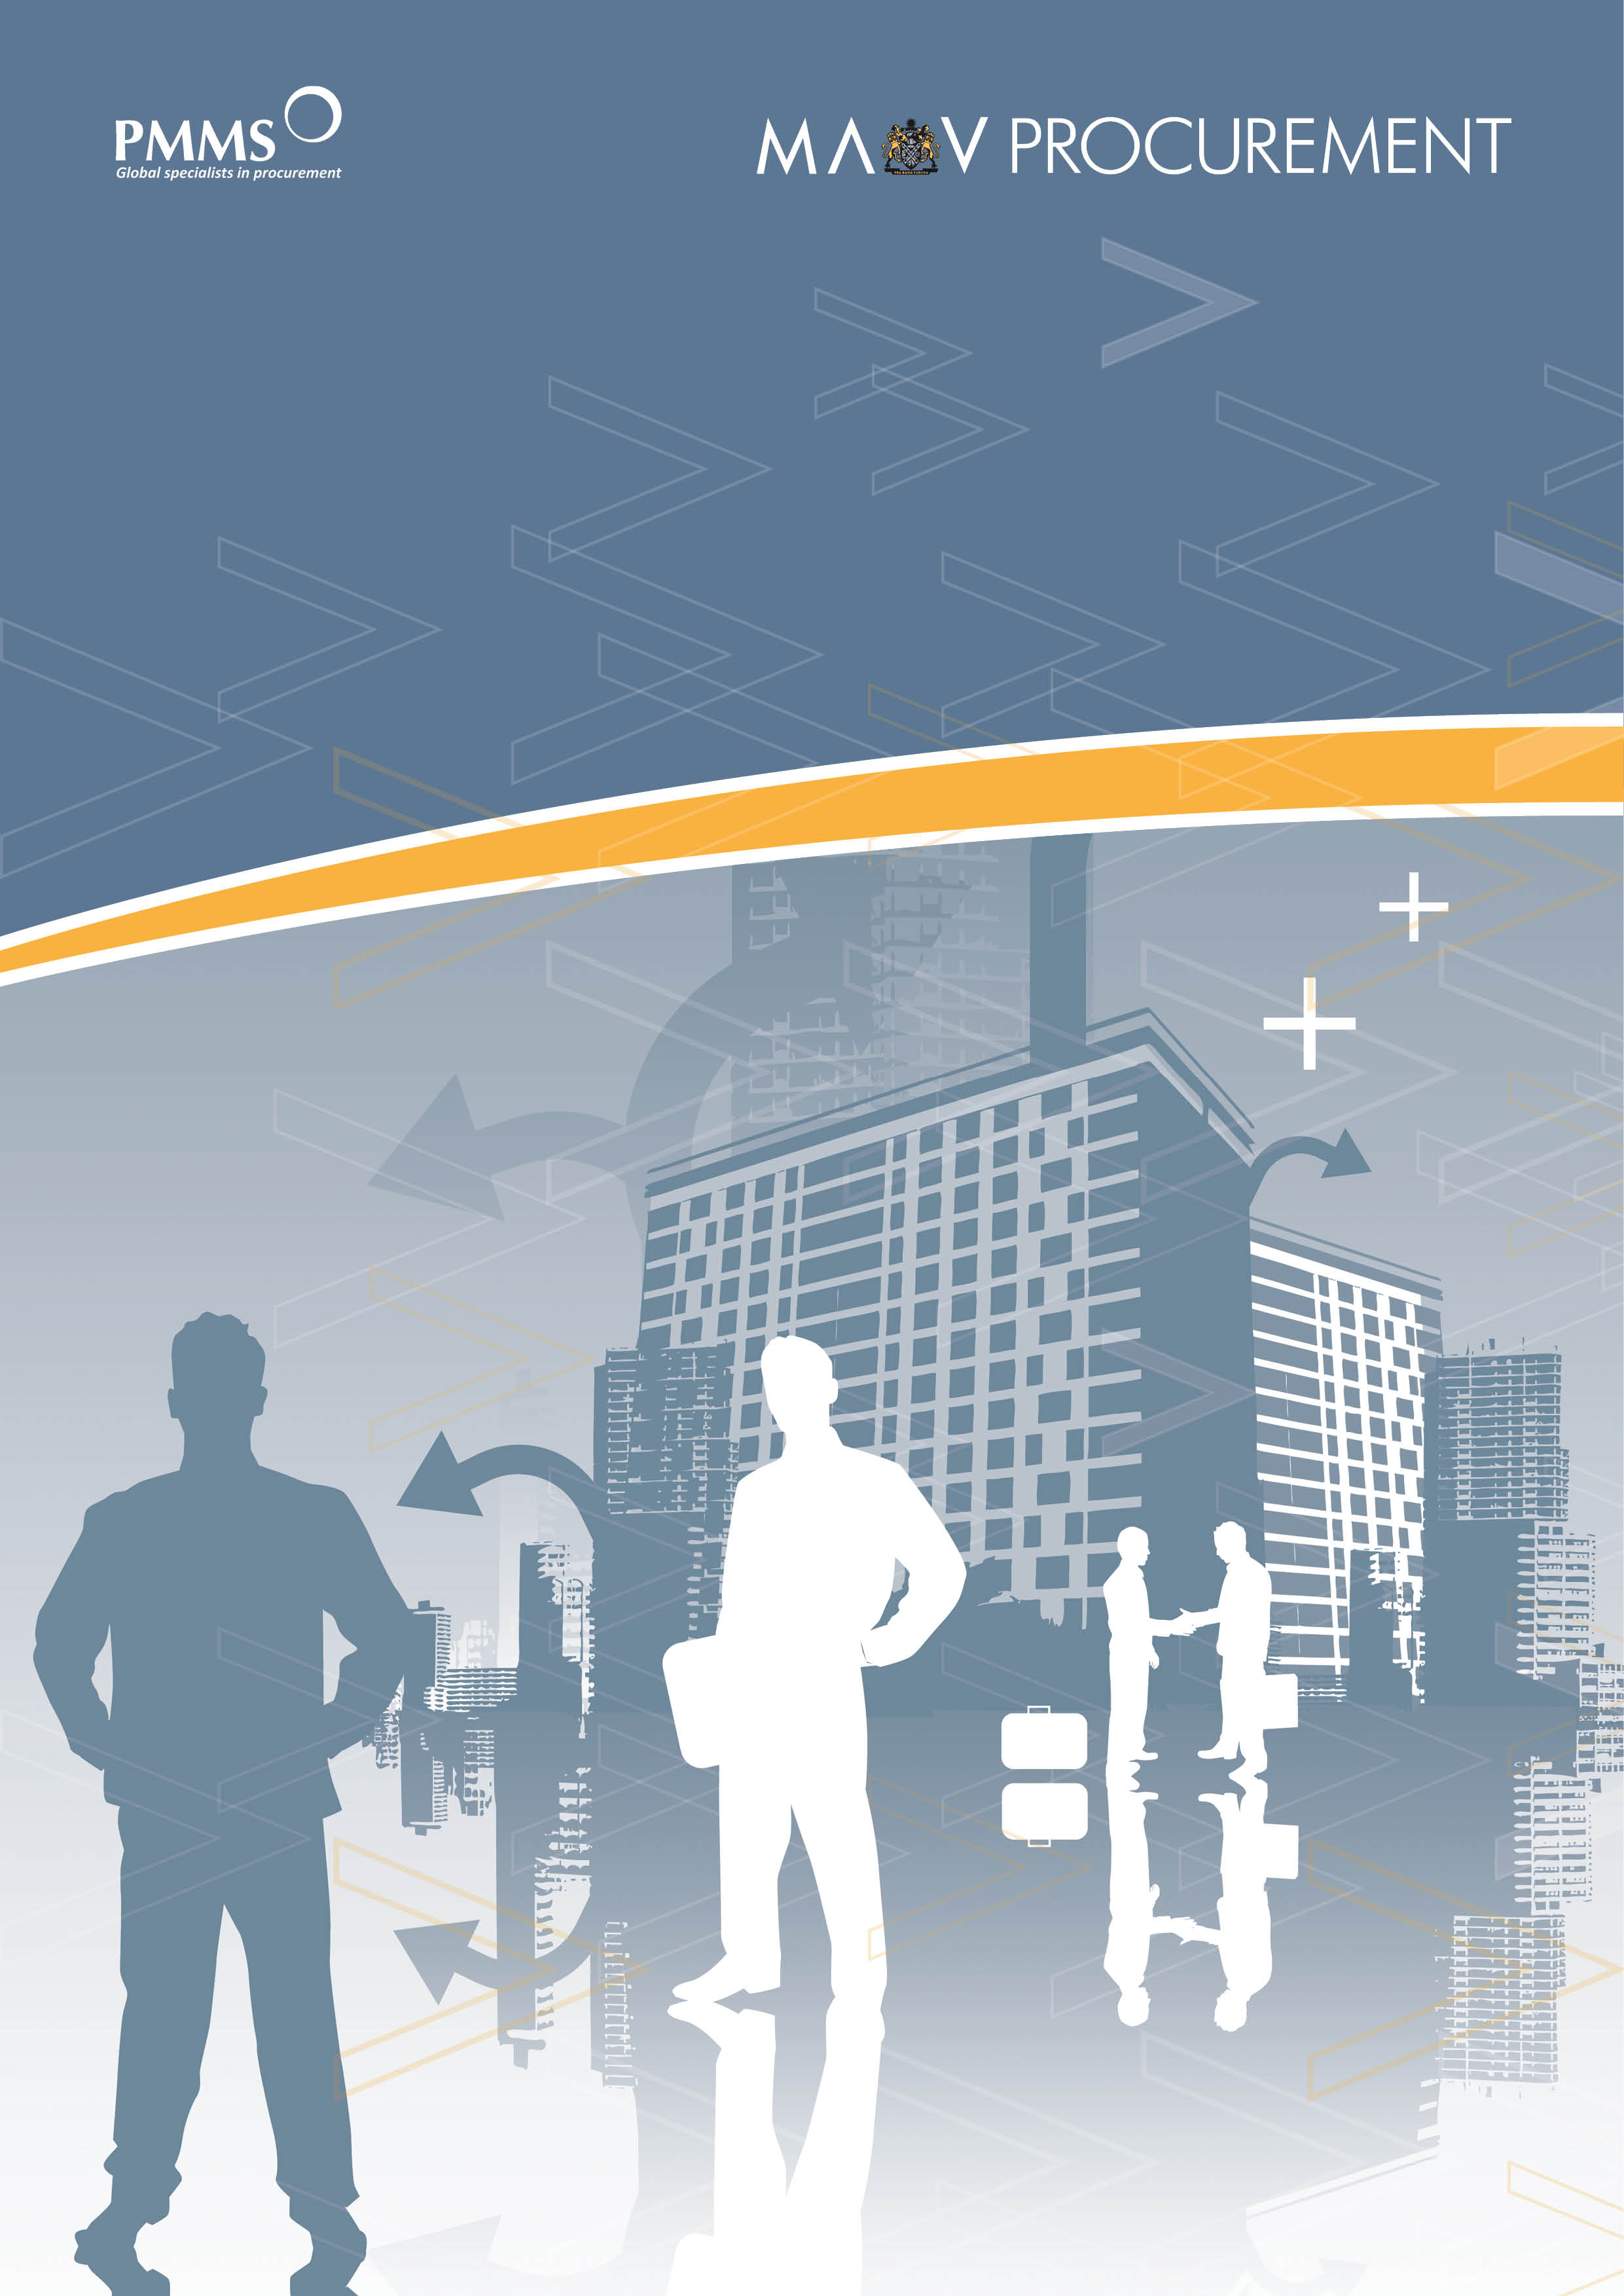 PMMS
Global specialists in procurement
MAV PROCUREMENT